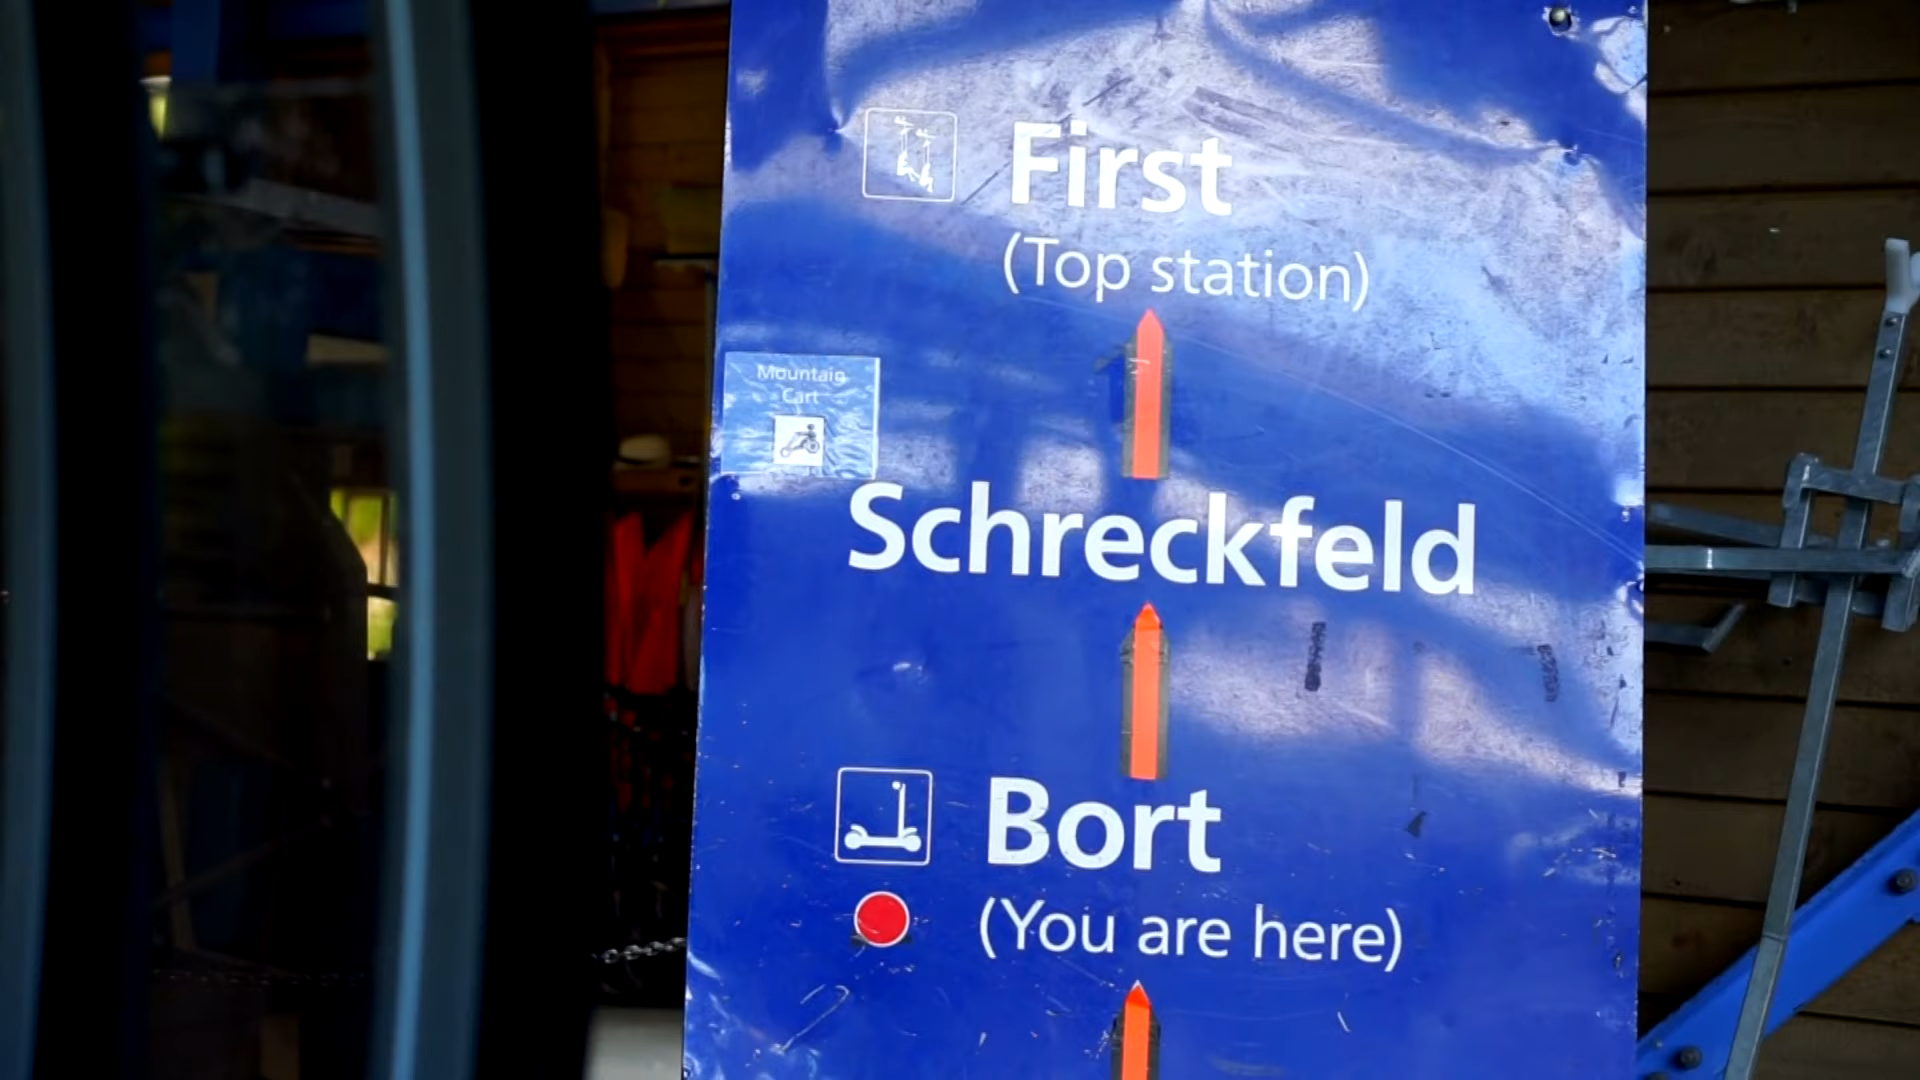 First
(Top station)
Mountain
Cart
Schreckfeld
Bort
(You are here)